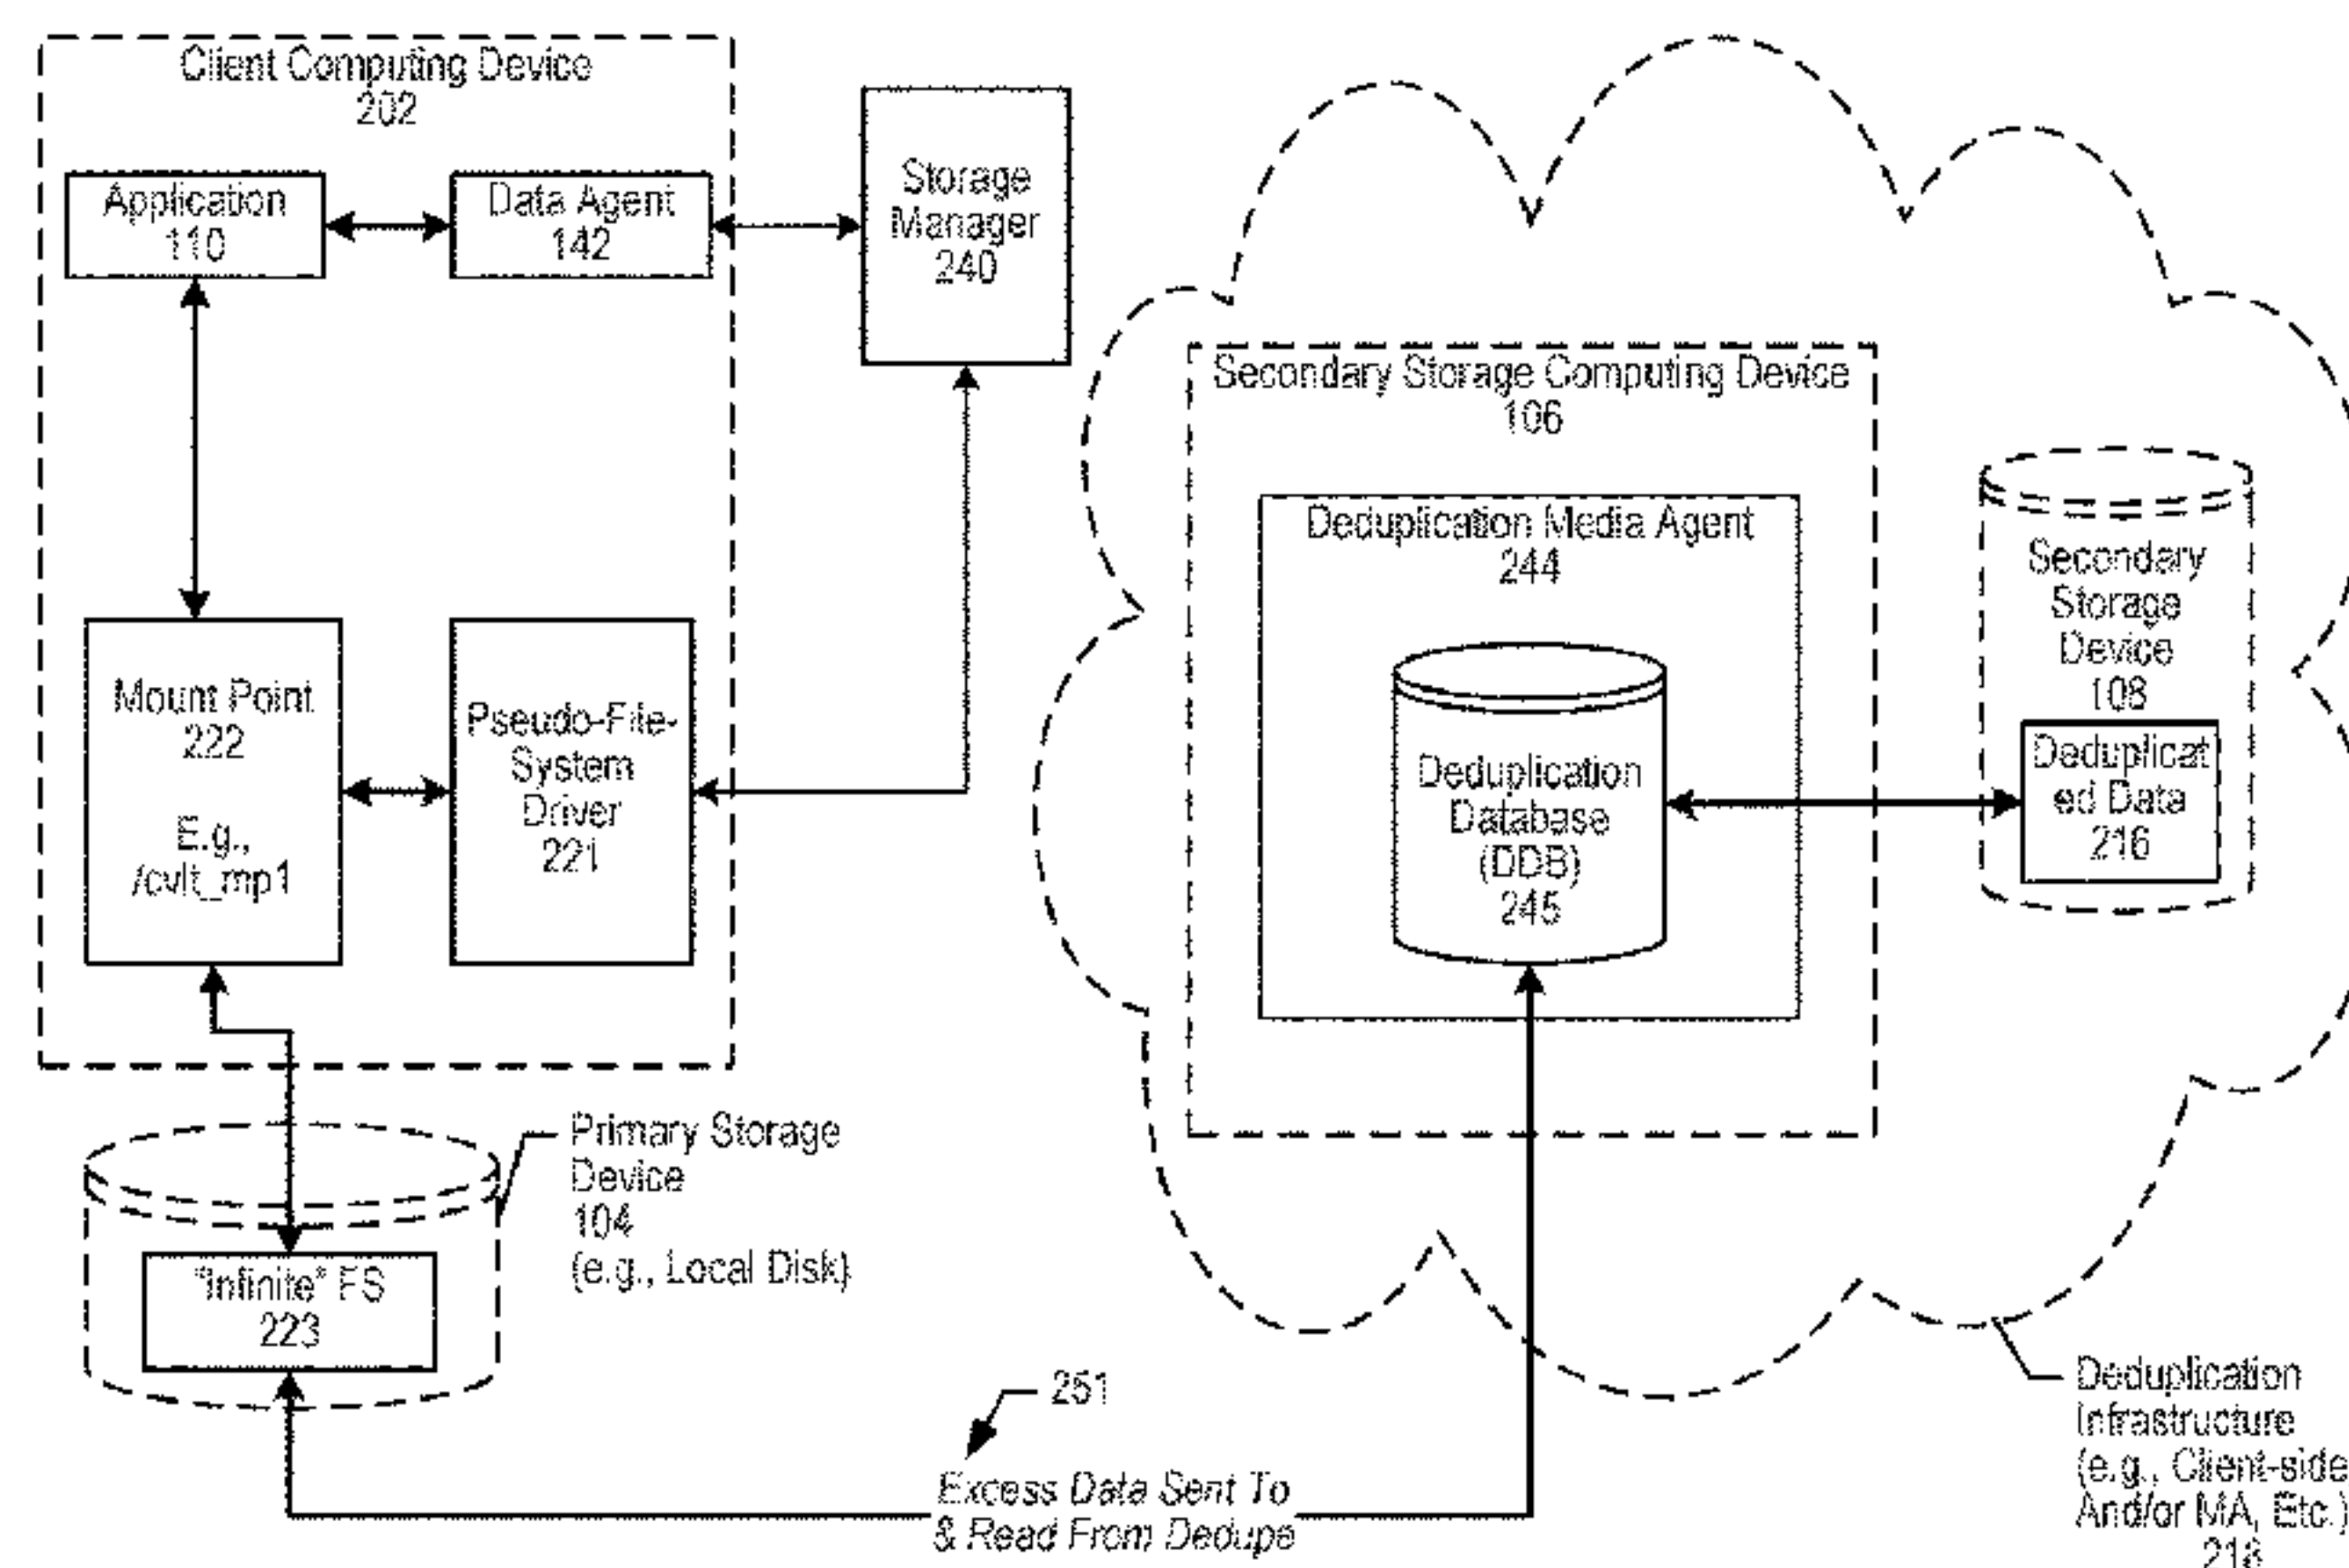 Client Computing Device
202
Application
110
Data Agent
142
Storage
Manager
240
Mount Point
222
E.g.,
/cvlt_mp1
Pseudo-File-
System
Driver
221
Secondary Storage Computing Device
106
Deduplication Media Agent
244
Deduplication
Database
(DDB)
245
Secondary
Storage
Device
108
Deduplicat
ed Data
216
Primary Storage
Device
104
(e.g., Local Disk)
"Infinite" FS
223
251
Excess Data Sent To
& Read From Dedupe
Deduplication
Infrastructure
(e.g., Client-side
And/or MA, Etc.)